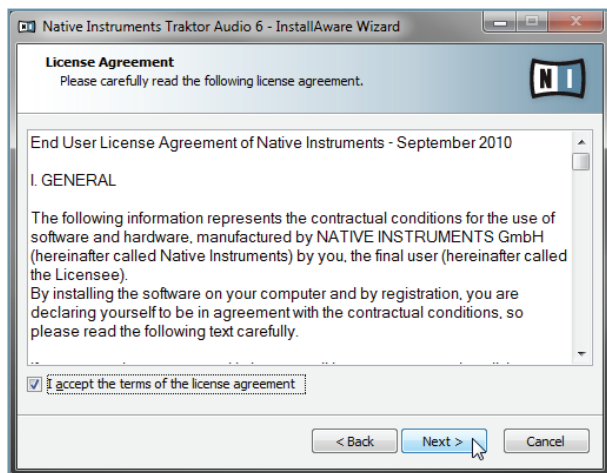 Native Instruments Traktor Audio 6 - InstallAware Wizard
License Agreement
Please carefully read the following license agreement.
N I
End User License Agreement of Native Instruments - September 2010
I. GENERAL
The following information represents the contractual conditions for the use of
software and hardware, manufactured by NATIVE INSTRUMENTS GmbH
(hereinafter called Native Instruments) by you, the final user (hereinafter called
the Licensee).
By installing the software on your computer and by registration, you are
declaring yourself to be in agreement with the contractual conditions, so
please read the following text carefully.
I accept the terms of the license agreement
< Back Next > Cancel